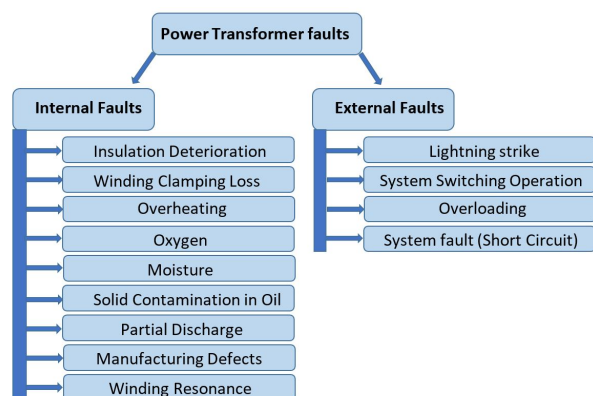 Power Transformer faults
Internal Faults
Insulation Deterioration
Winding Clamping Loss
Overheating
Oxygen
Moisture
Solid Contamination in Oil
Partial Discharge
Manufacturing Defects
Winding Resonance
External Faults
Lightning strike
System Switching Operation
Overloading
System fault (Short Circuit)